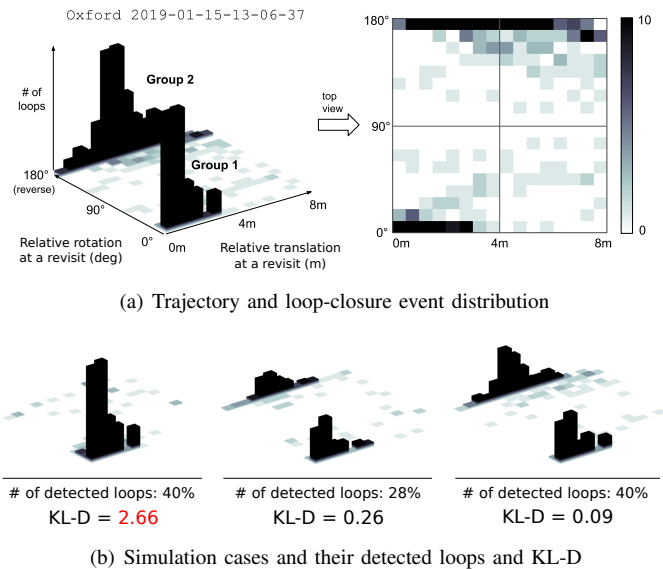 Oxford 2019-01-15-13-06-37
# of
loops
Group 2
Group 1
180°
(reverse)
90°
0°
0m
4m
8m
Relative rotation
at a revisit (deg)
Relative translation
at a revisit (m)
top
view
180°
90°
0°
0m
4m
8m
10
0
(a) Trajectory and loop-closure event distribution
# of detected loops: 40%
KL-D = 2.66
# of detected loops: 28%
KL-D = 0.26
# of detected loops: 40%
KL-D = 0.09
(b) Simulation cases and their detected loops and KL-D